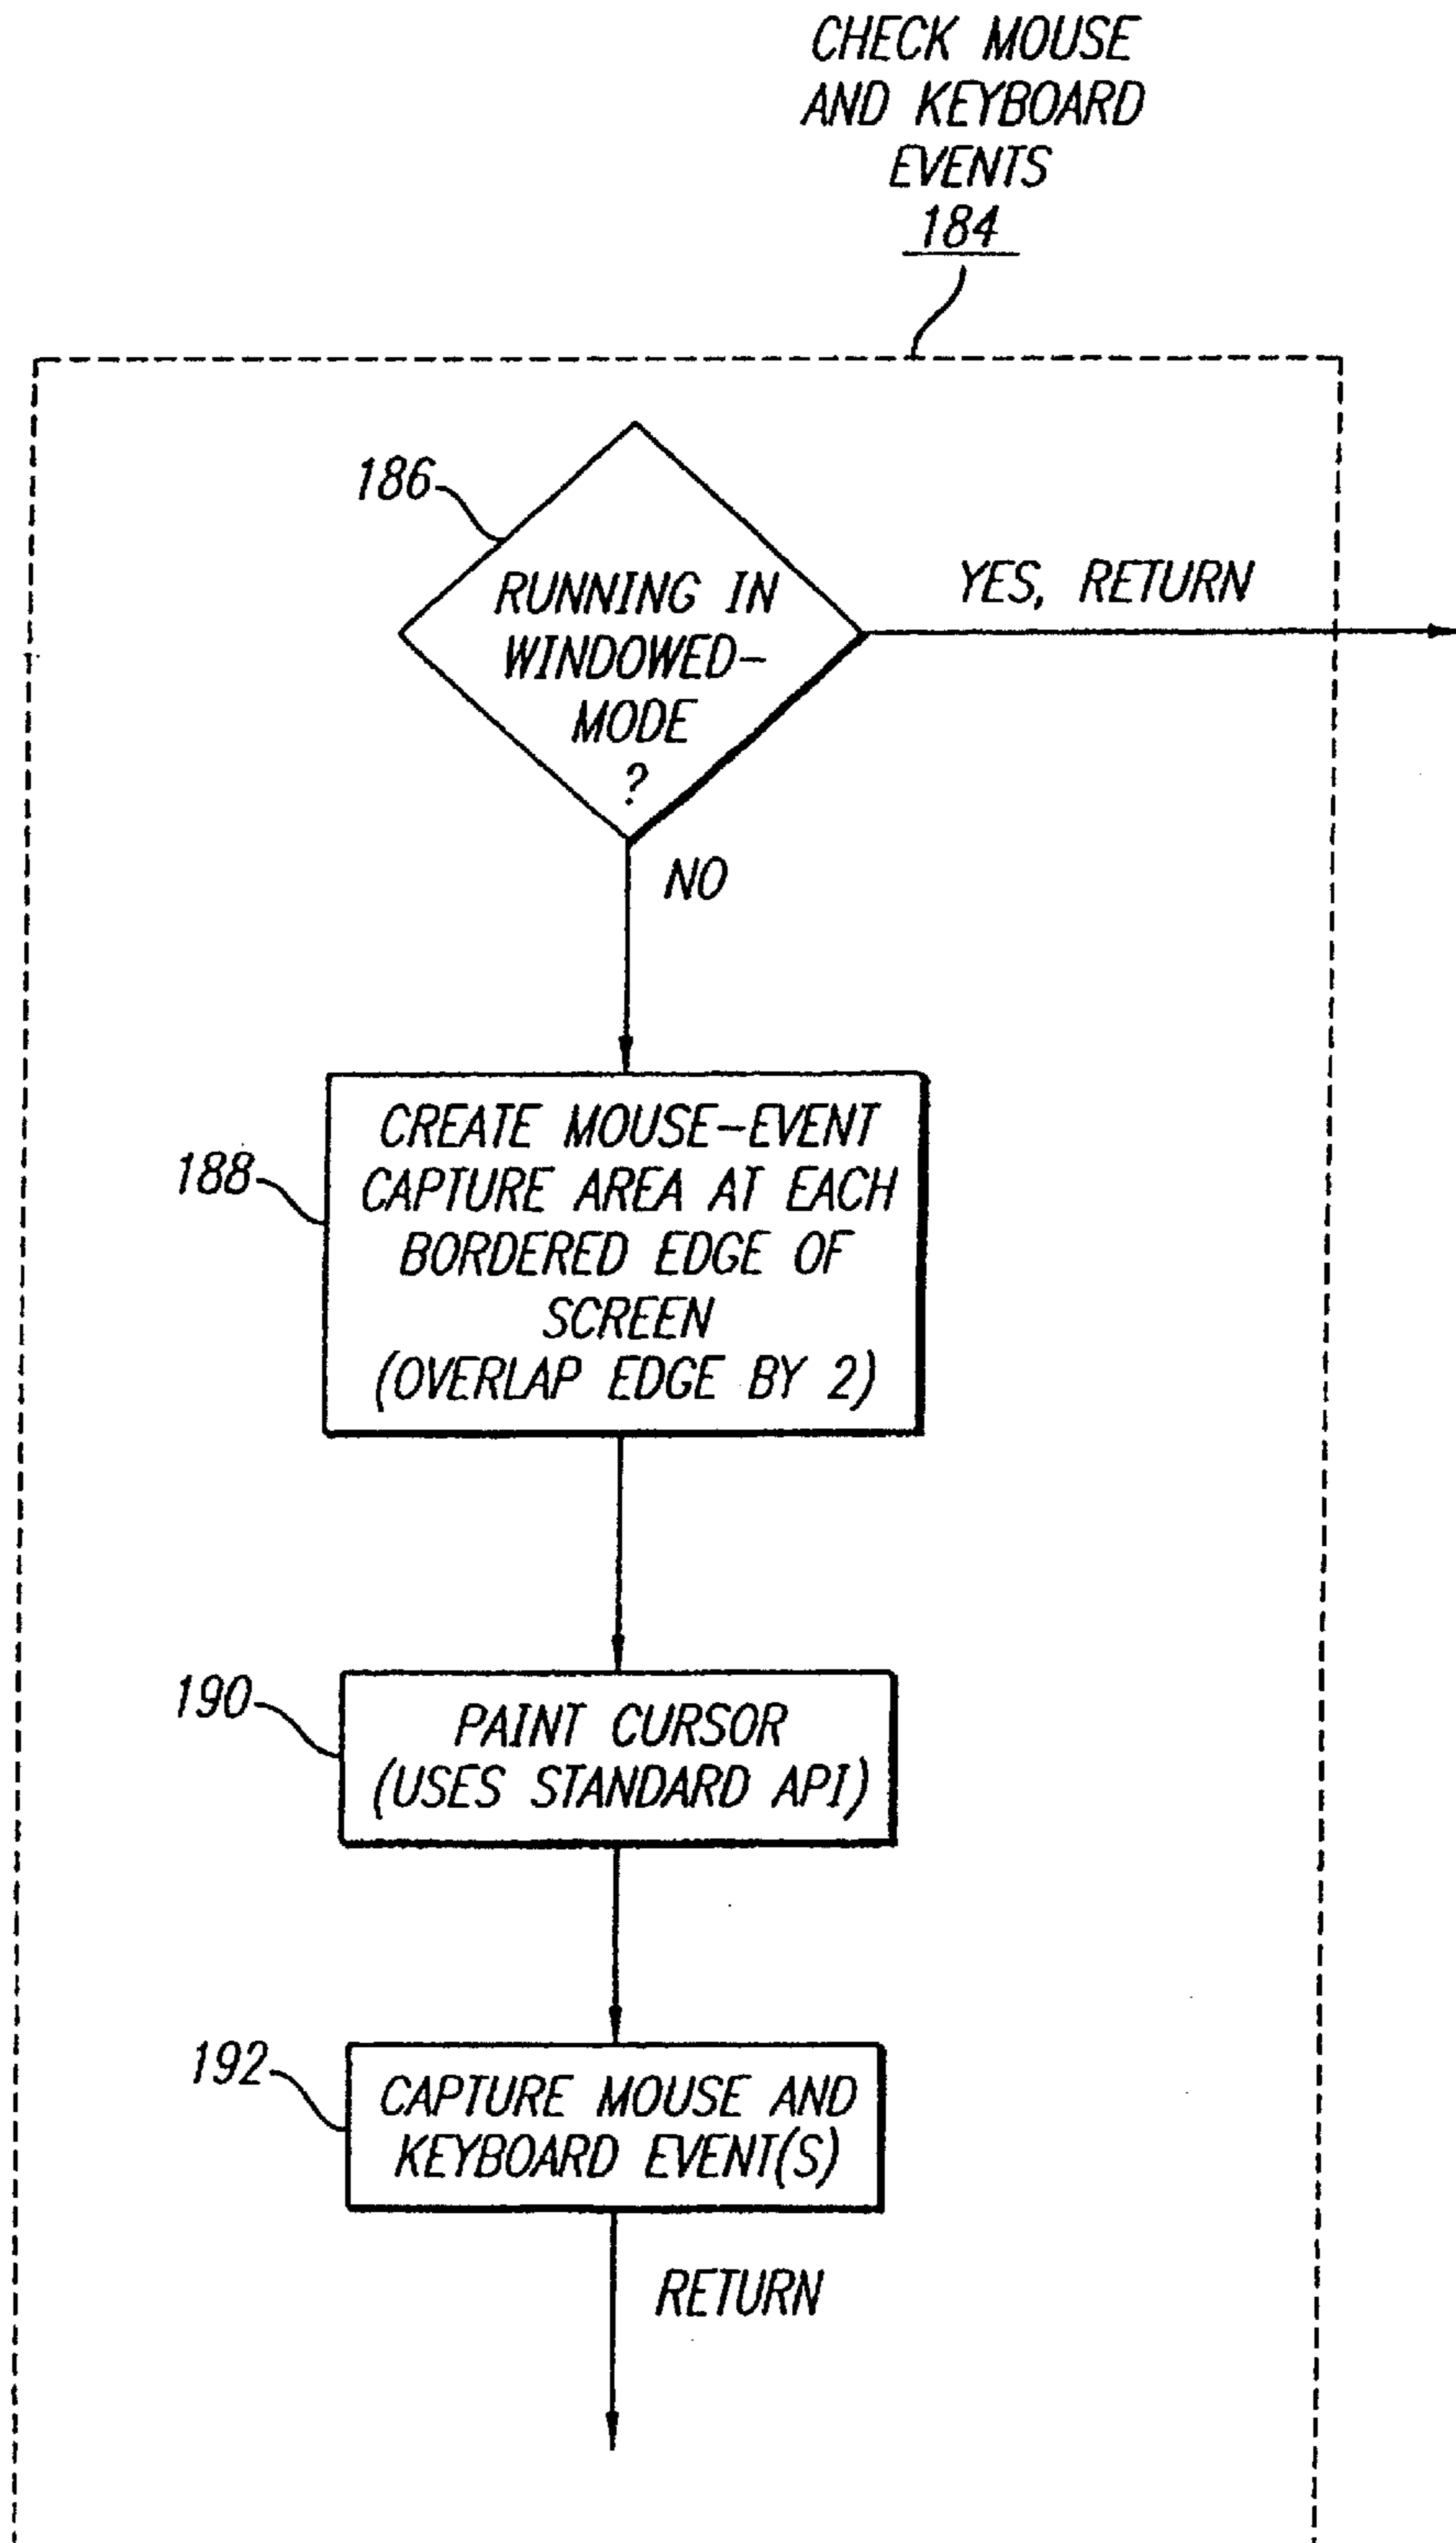 CHECK MOUSE
AND KEYBOARD
EVENTS
184
186
RUNNING IN
WINDOWED-
MODE
?
YES, RETURN
NO
188
CREATE MOUSE-EVENT
CAPTURE AREA AT EACH
BORDERED EDGE OF
SCREEN
(OVERLAP EDGE BY 2)
190
PAINT CURSOR
(USES STANDARD API)
192
CAPTURE MOUSE AND
KEYBOARD EVENT(S)
RETURN